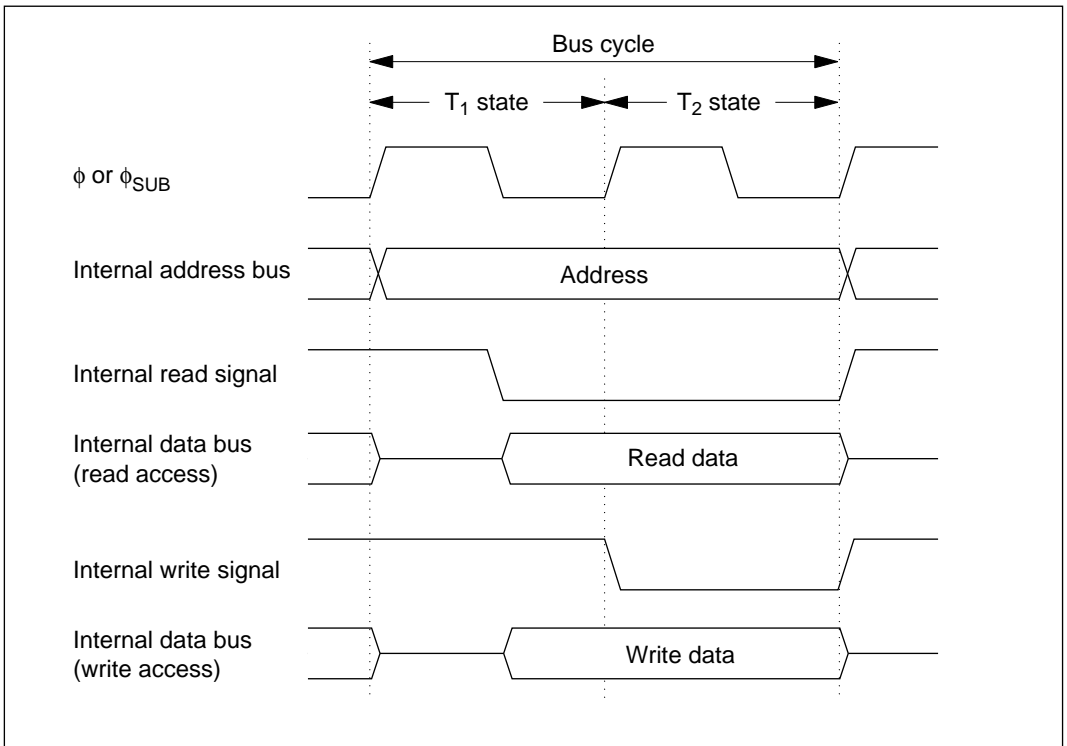 Bus cycle
T₁ state
T₂ state
ϕ or ϕSUB
Internal address bus
Address
Internal read signal
Internal data bus
(read access)
Read data
Internal write signal
Internal data bus
(write access)
Write data